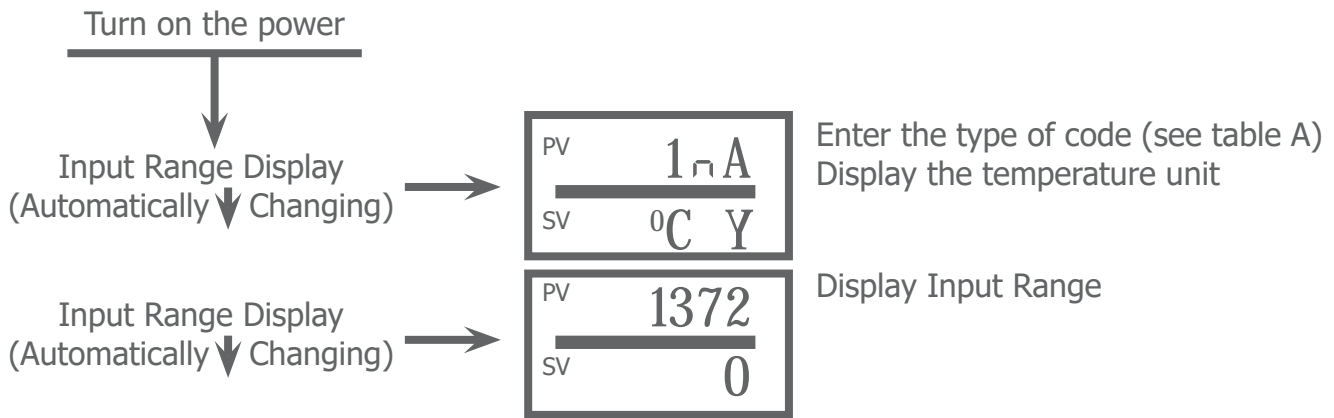 Turn on the power
Input Range Display
(Automatically Changing)
PV 1nA
SV ⁰C Y
Enter the type of code (see table A)
Display the temperature unit
Input Range Display
(Automatically Changing)
PV 1372
SV 0
Display Input Range